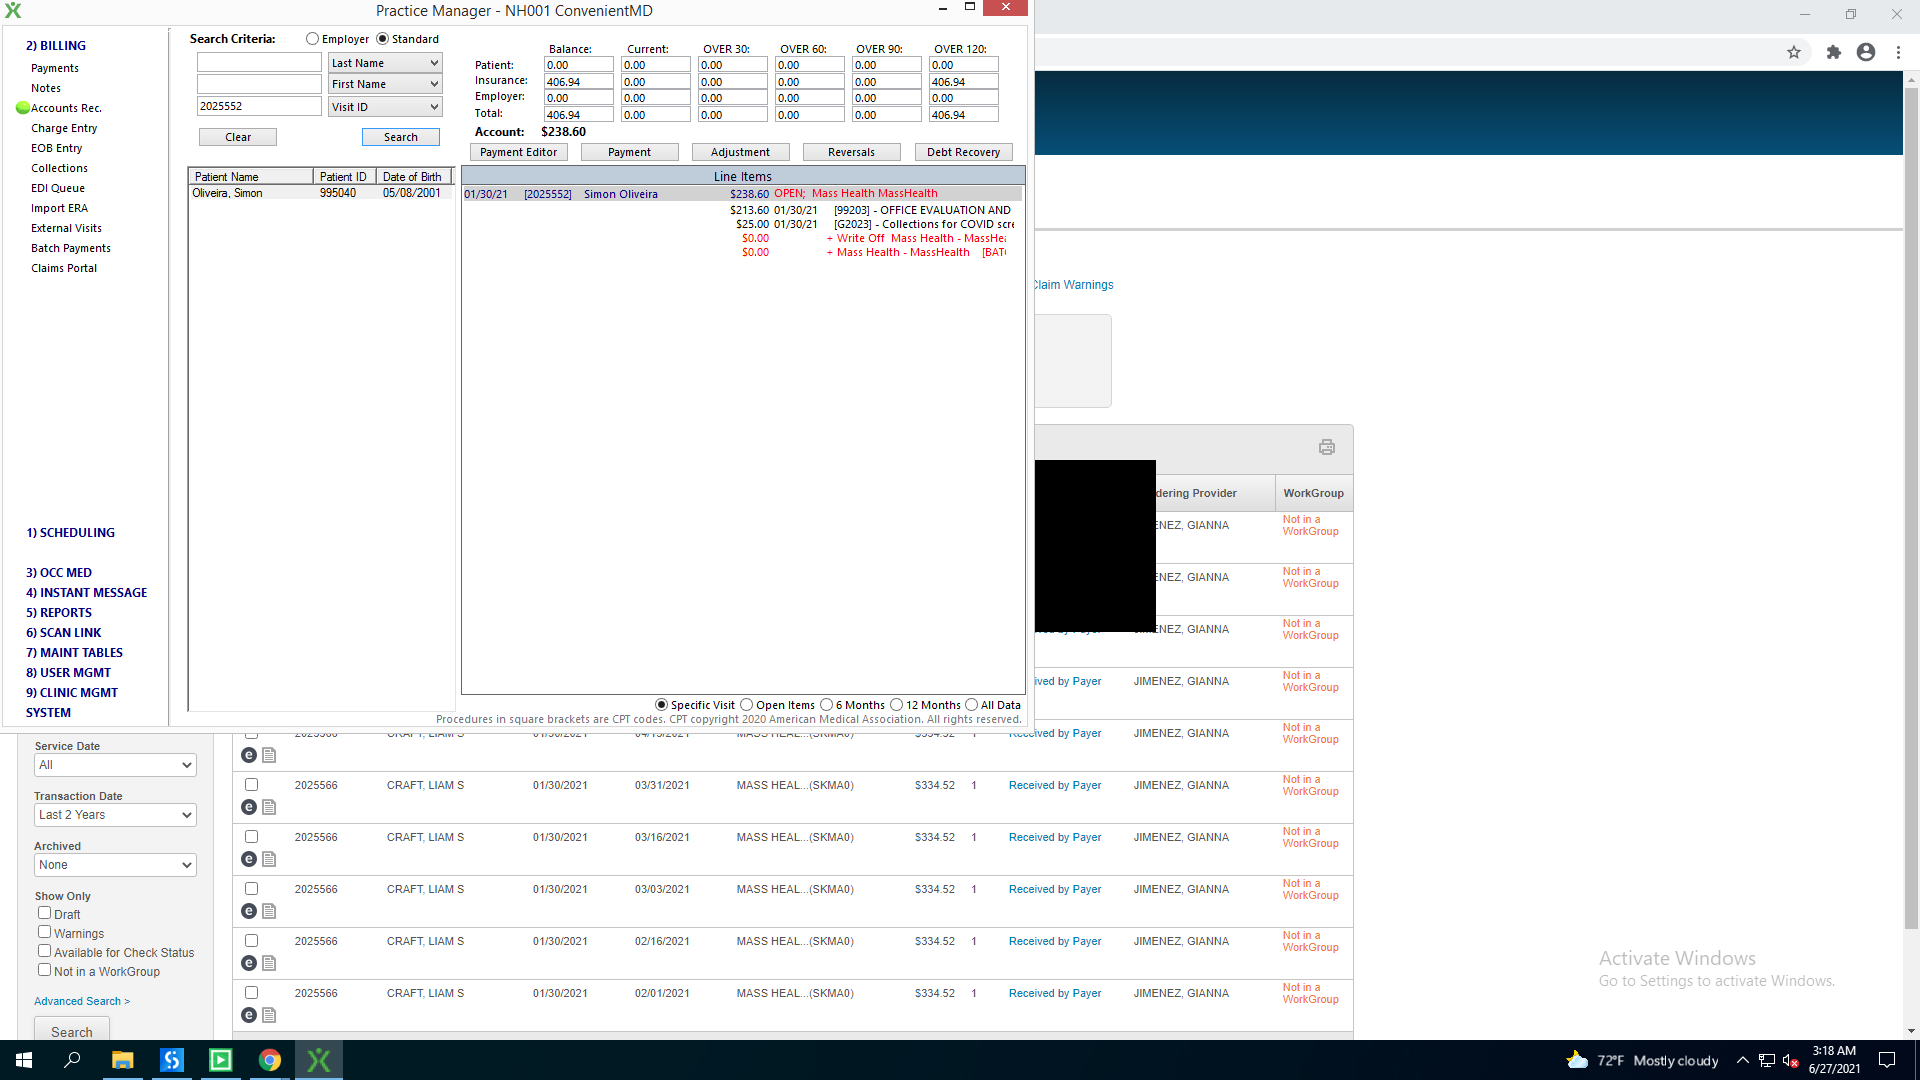 Practice Manager - NH001 ConvenientMD
2) BILLING
Payments
Notes
Accounts Rec.
Charge Entry
EOB Entry
Collections
EDI Queue
Import ERA
External Visits
Batch Payments
Claims Portal
1) SCHEDULING
3) OCC MED
4) INSTANT MESSAGE
5) REPORTS
6) SCAN LINK
7) MAINT TABLES
8) USER MGMT
9) CLINIC MGMT
SYSTEM
Search Criteria: Employer Standard
Last Name
First Name
2025552 Visit ID
Clear Search
Patient Name Patient ID Date of Birth
Oliveira, Simon 995040 05/08/2001
Balance: Current: OVER 30: OVER 60: OVER 90: OVER 120:
Patient: 0.00 0.00 0.00 0.00 0.00 0.00
Insurance: 406.94 0.00 0.00 0.00 0.00 406.94
Employer: 0.00 0.00 0.00 0.00 0.00 0.00
Total: 406.94 0.00 0.00 0.00 0.00 406.94
Account: $238.60
Payment Editor Payment Adjustment Reversals Debt Recovery
Line Items
01/30/21 [2025552] Simon Oliveira $238.60 OPEN; Mass Health MassHealth
$213.60 01/30/21 [99203] - OFFICE EVALUATION AND
$25.00 01/30/21 [G2023] - Collections for COVID scre
$0.00 + Write Off Mass Health - MassHea
$0.00 + Mass Health - MassHealth [BAT
Specific Visit Open Items 6 Months 12 Months All Data
Procedures in square brackets are CPT codes. CPT copyright 2020 American Medical Association. All rights reserved.
Claim Warnings
dering Provider WorkGroup
ENEZ, GIANNA Not in a
WorkGroup
ENEZ, GIANNA Not in a
WorkGroup
by Payer ENEZ, GIANNA Not in a
WorkGroup
ived by Payer JIMENEZ, GIANNA Not in a
WorkGroup
2025566 CRAFT, LIAM S 01/30/2021 04/15/2021 MASS HEAL...(SKMA0) $334.52 1 Received by Payer JIMENEZ, GIANNA Not in a
WorkGroup
2025566 CRAFT, LIAM S 01/30/2021 03/31/2021 MASS HEAL...(SKMA0) $334.52 1 Received by Payer JIMENEZ, GIANNA Not in a
WorkGroup
2025566 CRAFT, LIAM S 01/30/2021 03/16/2021 MASS HEAL...(SKMA0) $334.52 1 Received by Payer JIMENEZ, GIANNA Not in a
WorkGroup
2025566 CRAFT, LIAM S 01/30/2021 03/03/2021 MASS HEAL...(SKMA0) $334.52 1 Received by Payer JIMENEZ, GIANNA Not in a
WorkGroup
2025566 CRAFT, LIAM S 01/30/2021 02/16/2021 MASS HEAL...(SKMA0) $334.52 1 Received by Payer JIMENEZ, GIANNA Not in a
WorkGroup
2025566 CRAFT, LIAM S 01/30/2021 02/01/2021 MASS HEAL...(SKMA0) $334.52 1 Received by Payer JIMENEZ, GIANNA Not in a
WorkGroup
Service Date
All
Transaction Date
Last 2 Years
Archived
None
Show Only
Draft
Warnings
Available for Check Status
Not in a WorkGroup
Advanced Search >
Search
Activate Windows
Go to Settings to activate Windows.
72°F Mostly cloudy
3:18 AM
6/27/2021